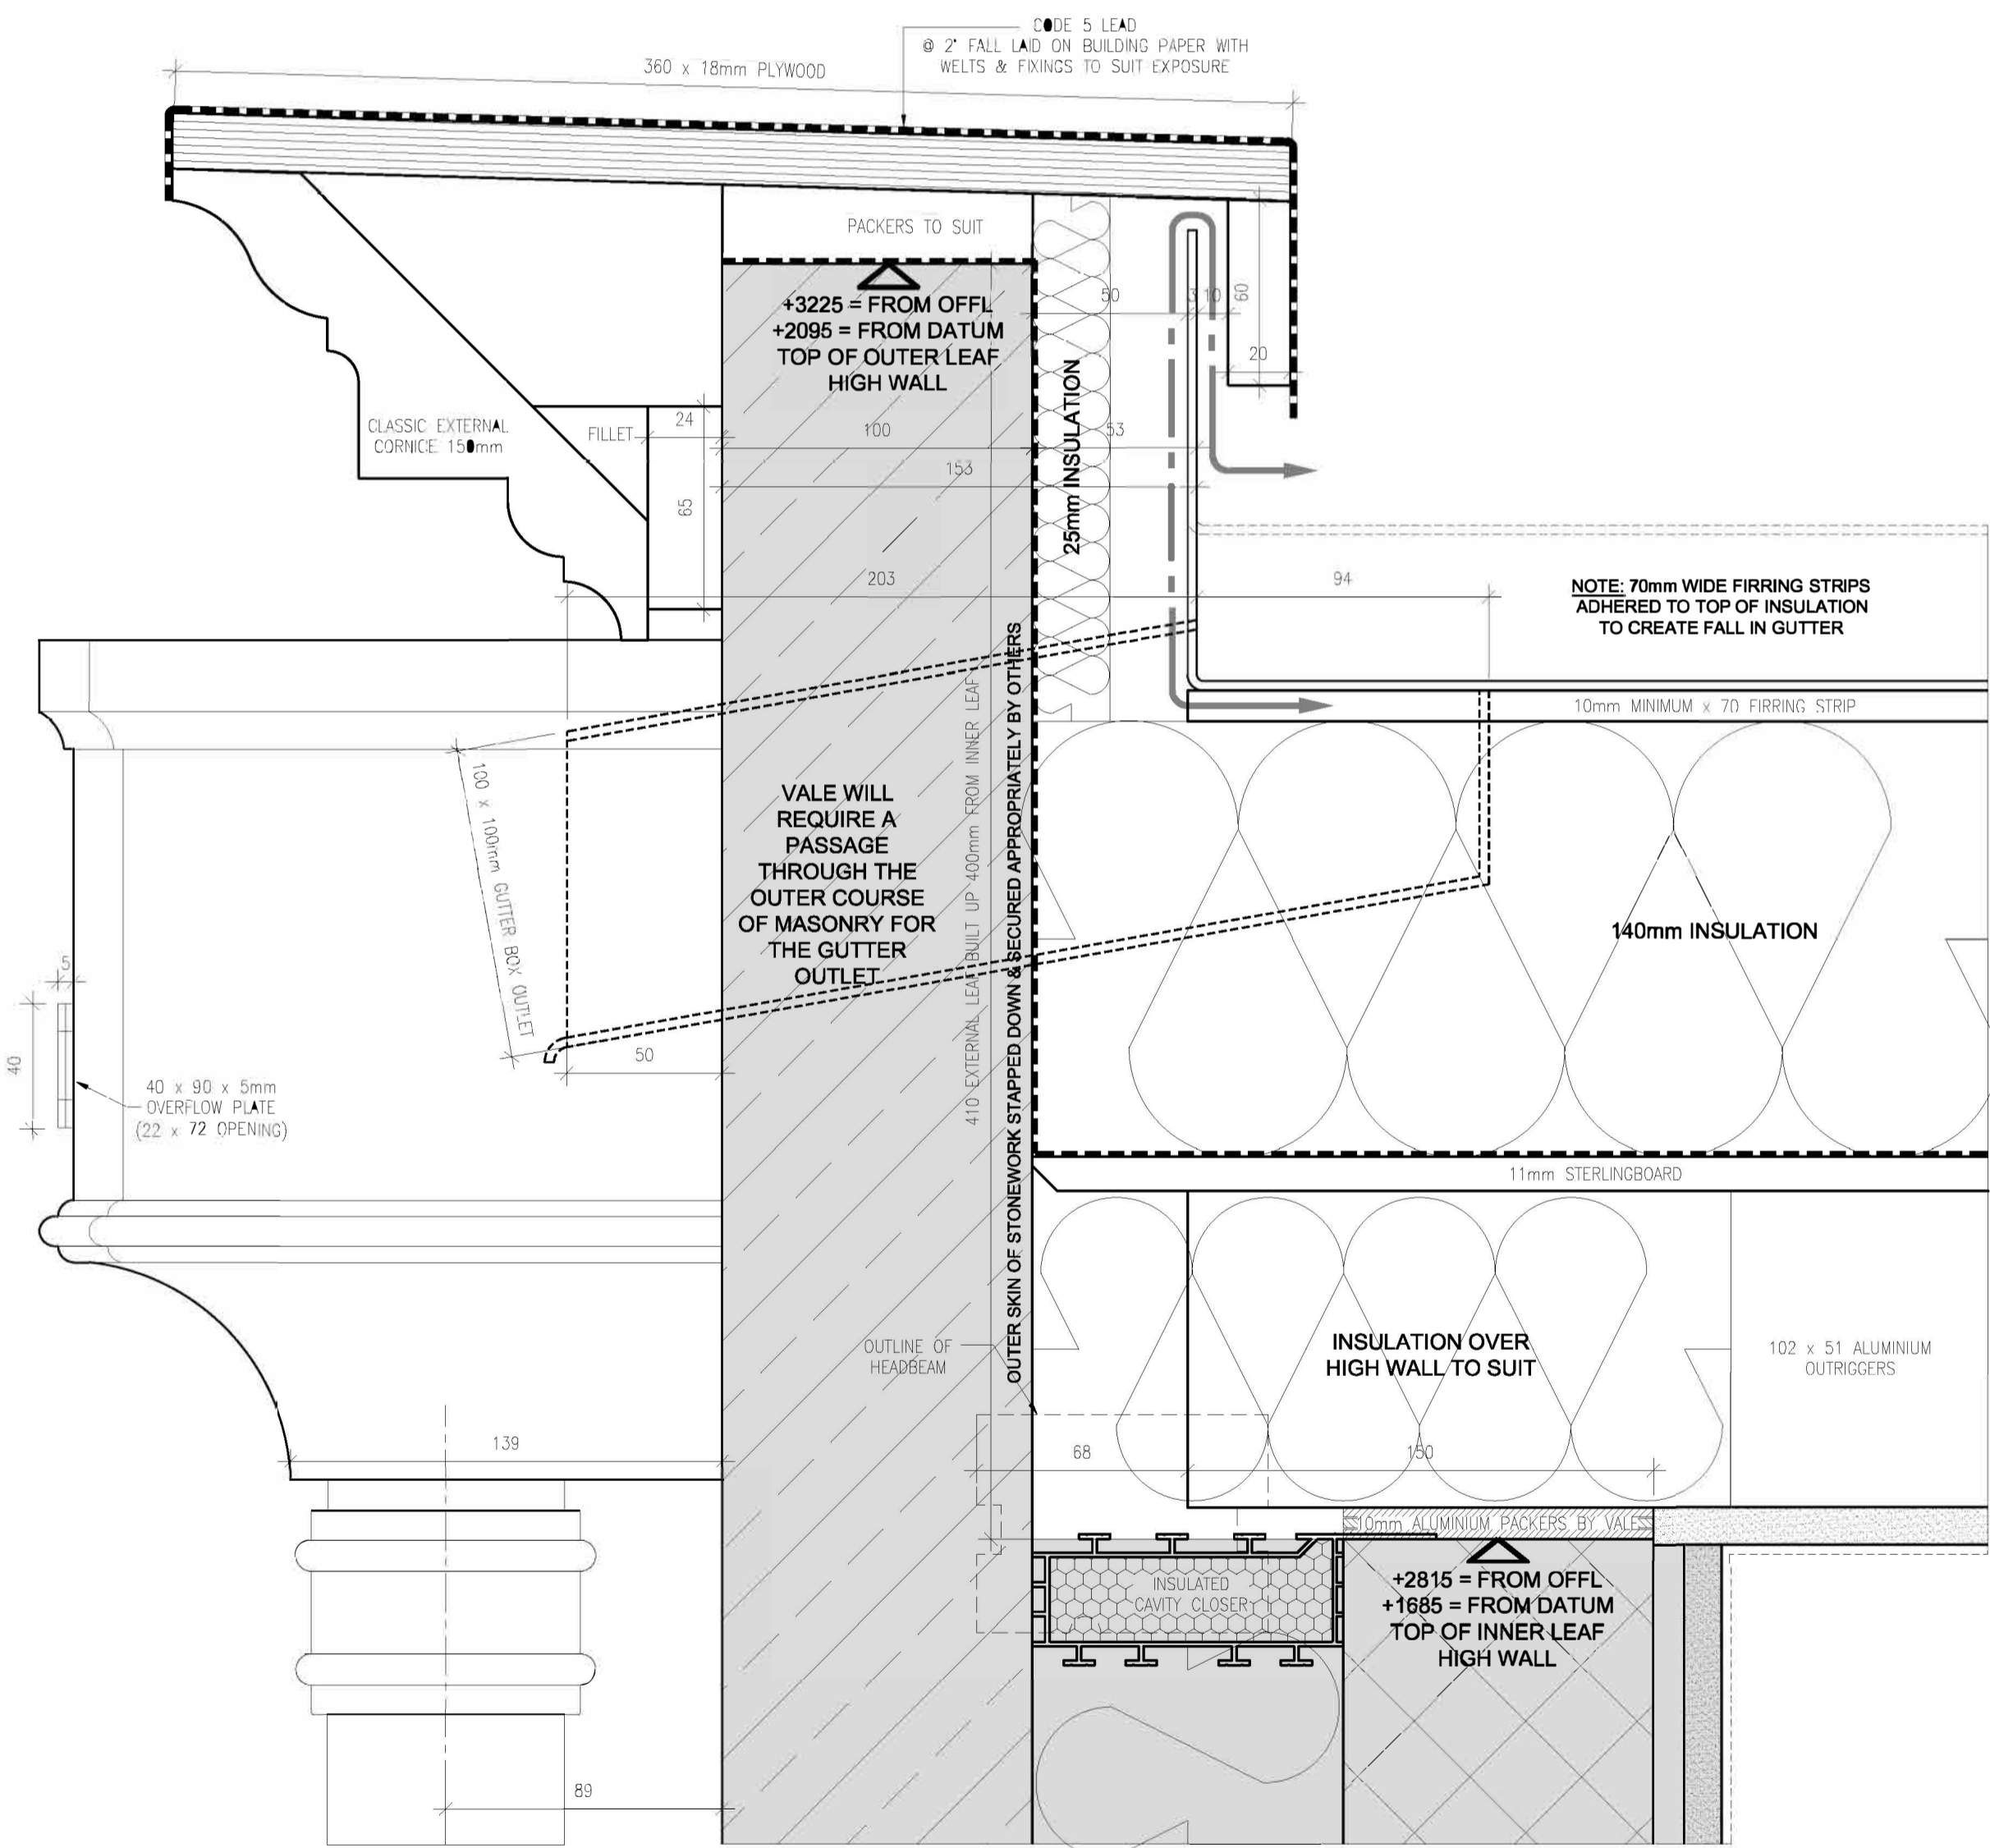 CODE 5 LEAD
@ 2° FALL LAID ON BUILDING PAPER WITH
WELTS & FIXINGS TO SUIT EXPOSURE
360 x 18mm PLYWOOD
PACKERS TO SUIT
+3225 = FROM OFFL
+2095 = FROM DATUM
TOP OF OUTER LEAF
HIGH WALL
50
3
10
60
20
25mm INSULATION
CLASSIC EXTERNAL
CORNICE 150mm
FILLET
24
65
100
53
153
203
94
NOTE: 70mm WIDE FIRRING STRIPS
ADHERED TO TOP OF INSULATION
TO CREATE FALL IN GUTTER
10mm MINIMUM x 70 FIRRING STRIP
100 x 100mm GUTTER BOX OUTLET
VALE WILL
REQUIRE A
PASSAGE
THROUGH THE
OUTER COURSE
OF MASONRY FOR
THE GUTTER
OUTLET
410 EXTERNAL LEAF BUILT UP 400mm FROM INNER LEAF
OUTER SKIN OF STONEWORK STAPPED DOWN & SECURED APPROPRIATELY BY OTHERS
140mm INSULATION
5
40
50
40 x 90 x 5mm
OVERFLOW PLATE
(22 x 72 OPENING)
11mm STERLINGBOARD
OUTLINE OF
HEADBEAM
INSULATION OVER
HIGH WALL TO SUIT
102 x 51 ALUMINIUM
OUTRIGGERS
139
68
150
10mm ALUMINIUM PACKERS BY VALE
INSULATED
CAVITY CLOSER
+2815 = FROM OFFL
+1685 = FROM DATUM
TOP OF INNER LEAF
HIGH WALL
89